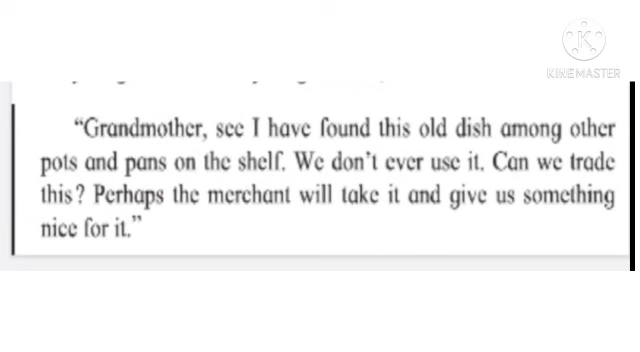 KINEMASTER
“Grandmother, see I have found this old dish among other
pots and pans on the shelf. We don’t ever use it. Can we trade
this? Perhaps the merchant will take it and give us something
nice for it.”